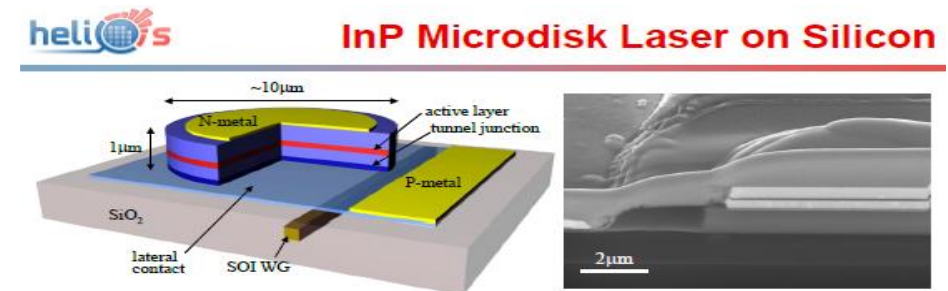 helios
InP Microdisk Laser on Silicon
~10μm
N-metal
active layer
tunnel junction
1μm
P-metal
SiO₂
lateral
contact
SOI WG
2μm